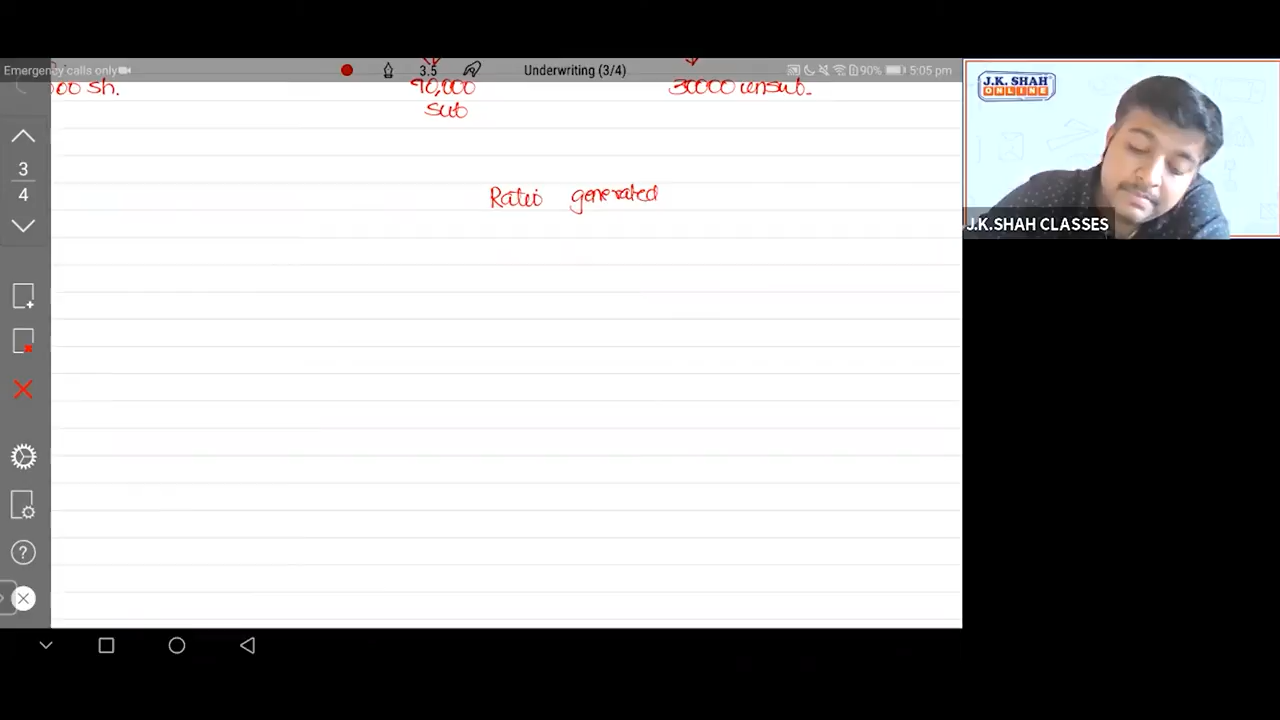 Emergency calls only
3.5
Underwriting (3/4)
90%
5:05 pm
00 sh.
90,000
30000 unsub.
Sub
3
4
Ratio generated
J.K. SHAH
ONLINE
J.K.SHAH CLASSES